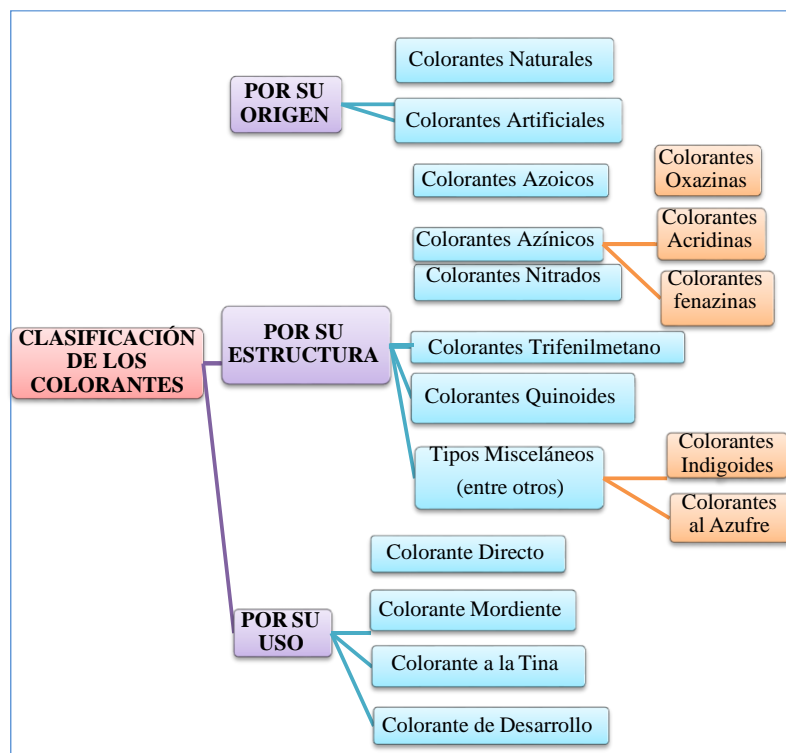 CLASIFICACIÓN
DE LOS
COLORANTES
POR SU
ORIGEN
Colorantes Naturales
Colorantes Artificiales
POR SU
ESTRUCTURA
Colorantes Azoicos
Colorantes Azínicos
Colorantes
Oxazinas
Colorantes
Acridinas
Colorantes
fenazinas
Colorantes Nitrados
Colorantes Trifenilmetano
Colorantes Quinoides
Tipos Misceláneos
(entre otros)
Colorantes
Indigoides
Colorantes
al Azufre
POR SU
USO
Colorante Directo
Colorante Mordiente
Colorante a la Tina
Colorante de Desarrollo